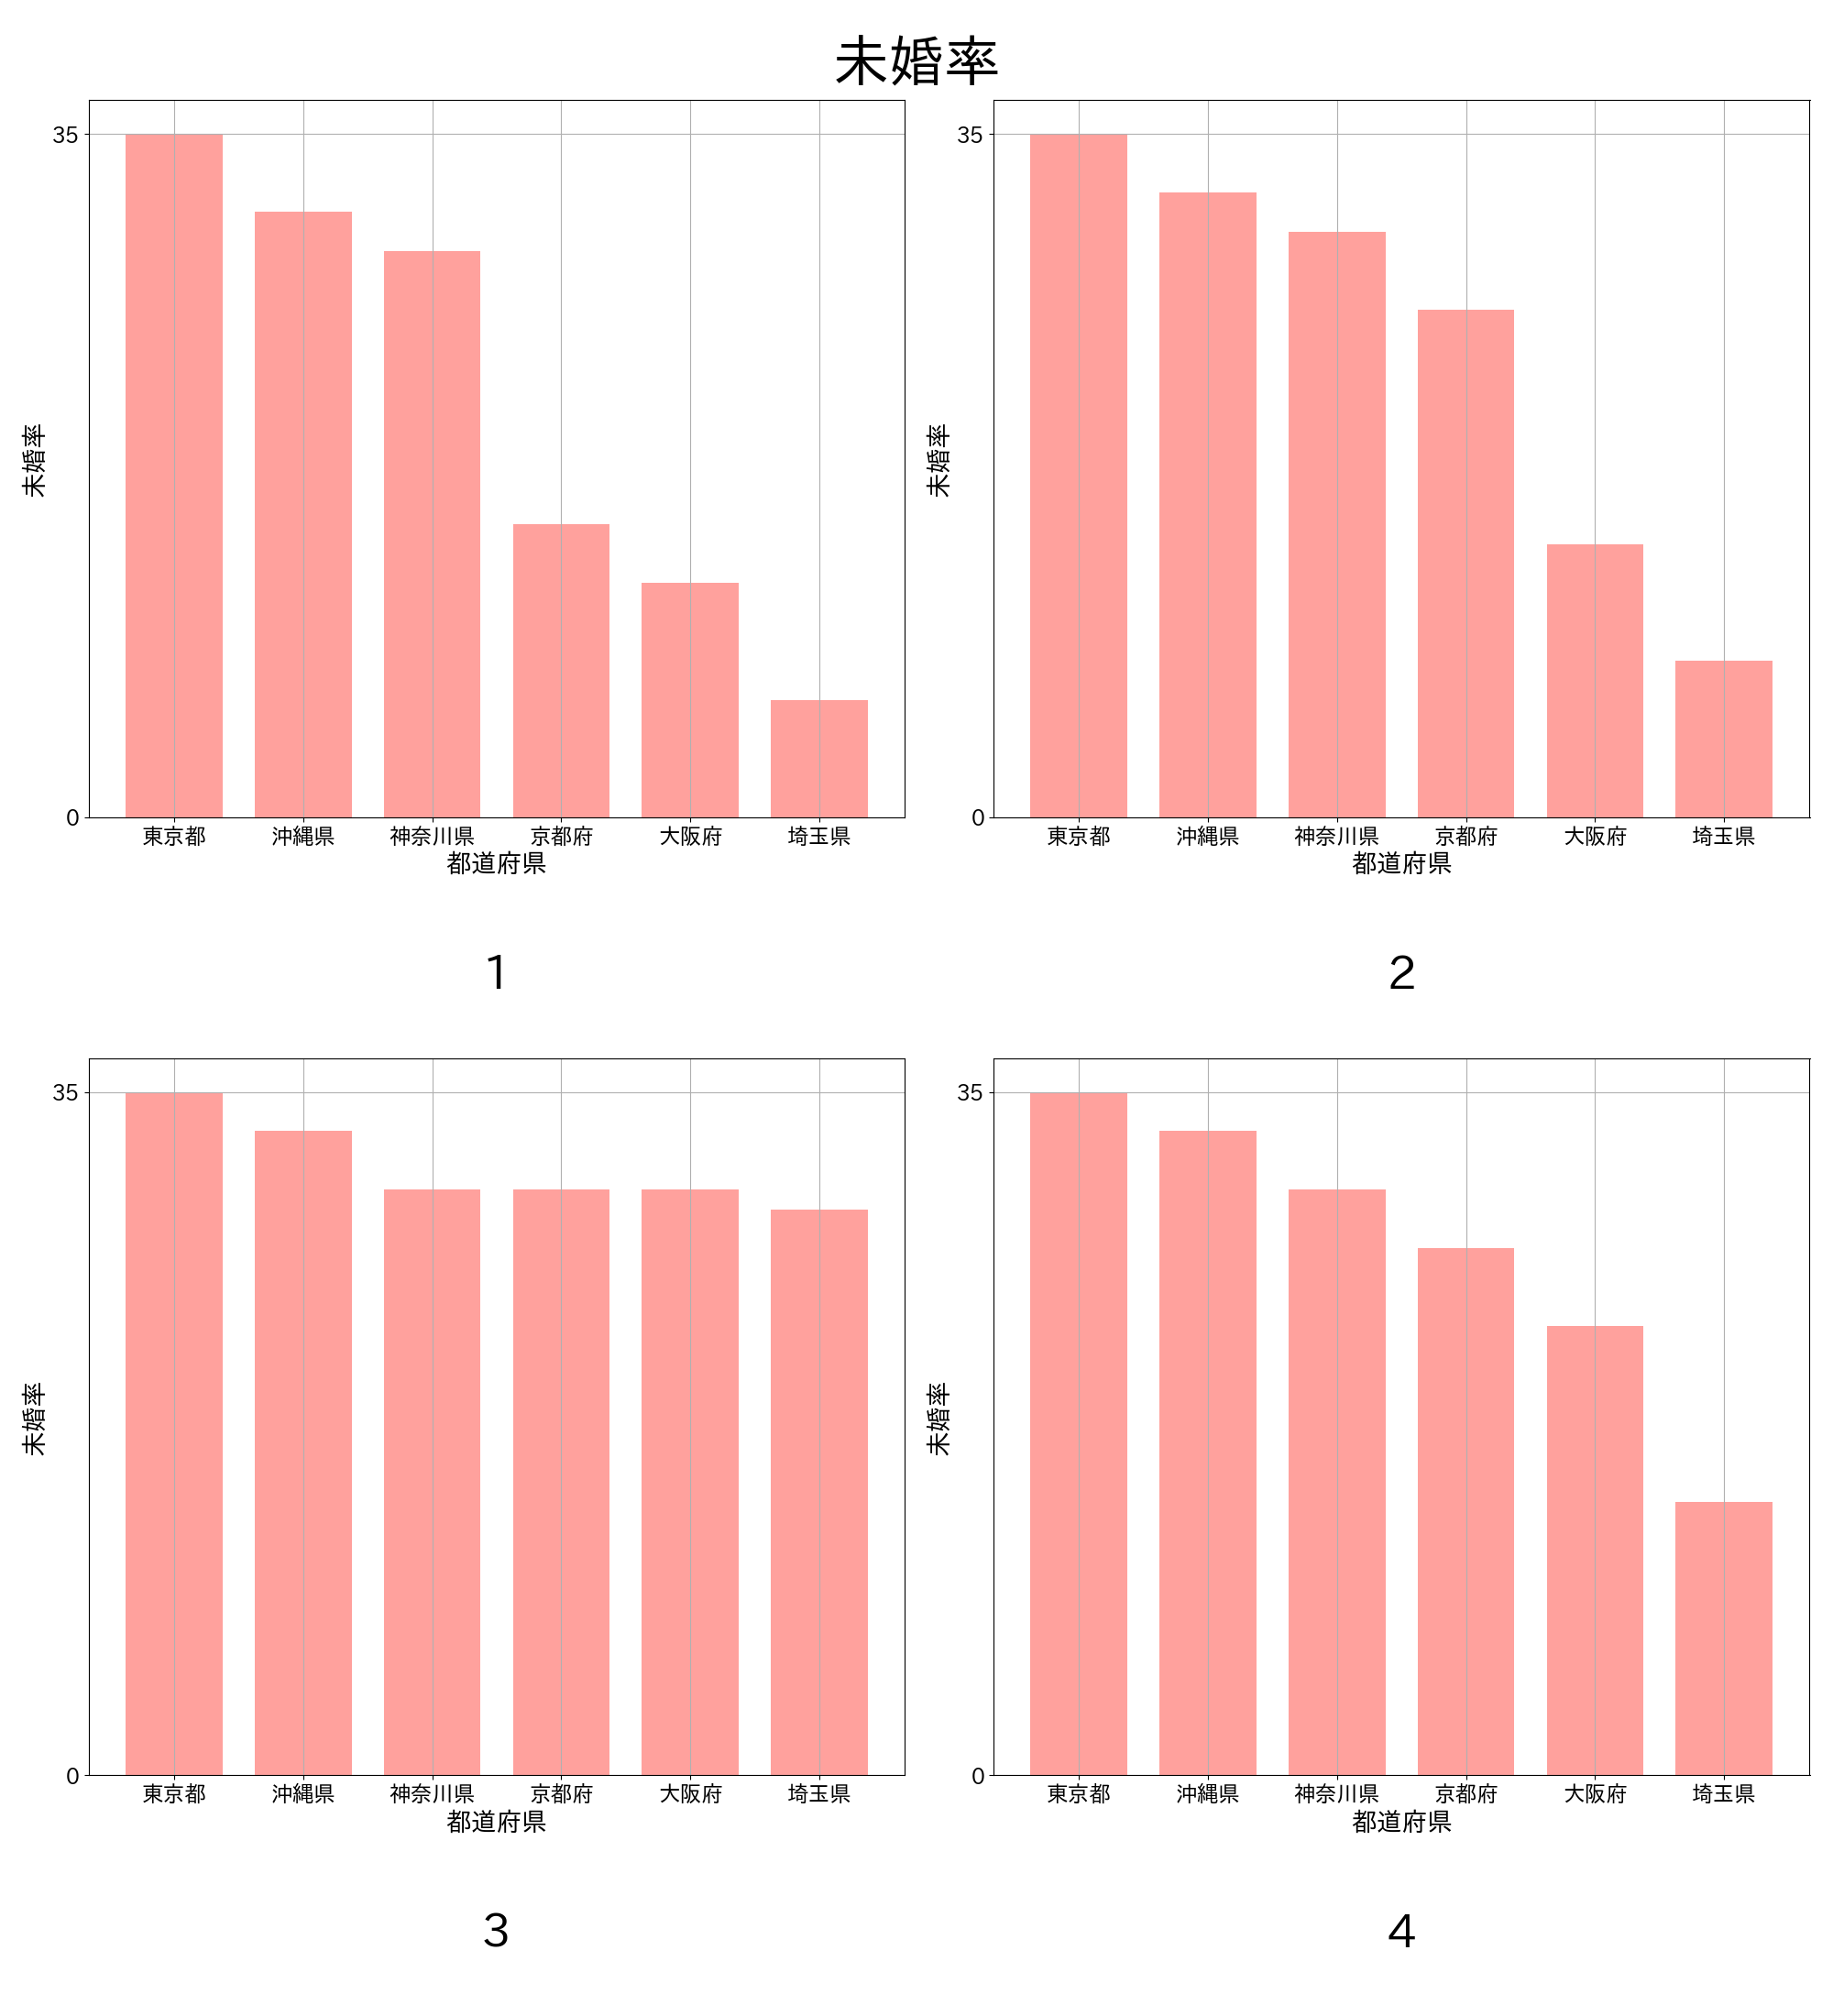 未婚率
35
0
未婚率
東京都 沖縄県 神奈川県 京都府 大阪府 埼玉県
都道府県
1
35
0
未婚率
東京都 沖縄県 神奈川県 京都府 大阪府 埼玉県
都道府県
2
35
0
未婚率
東京都 沖縄県 神奈川県 京都府 大阪府 埼玉県
都道府県
3
35
0
未婚率
東京都 沖縄県 神奈川県 京都府 大阪府 埼玉県
都道府県
4